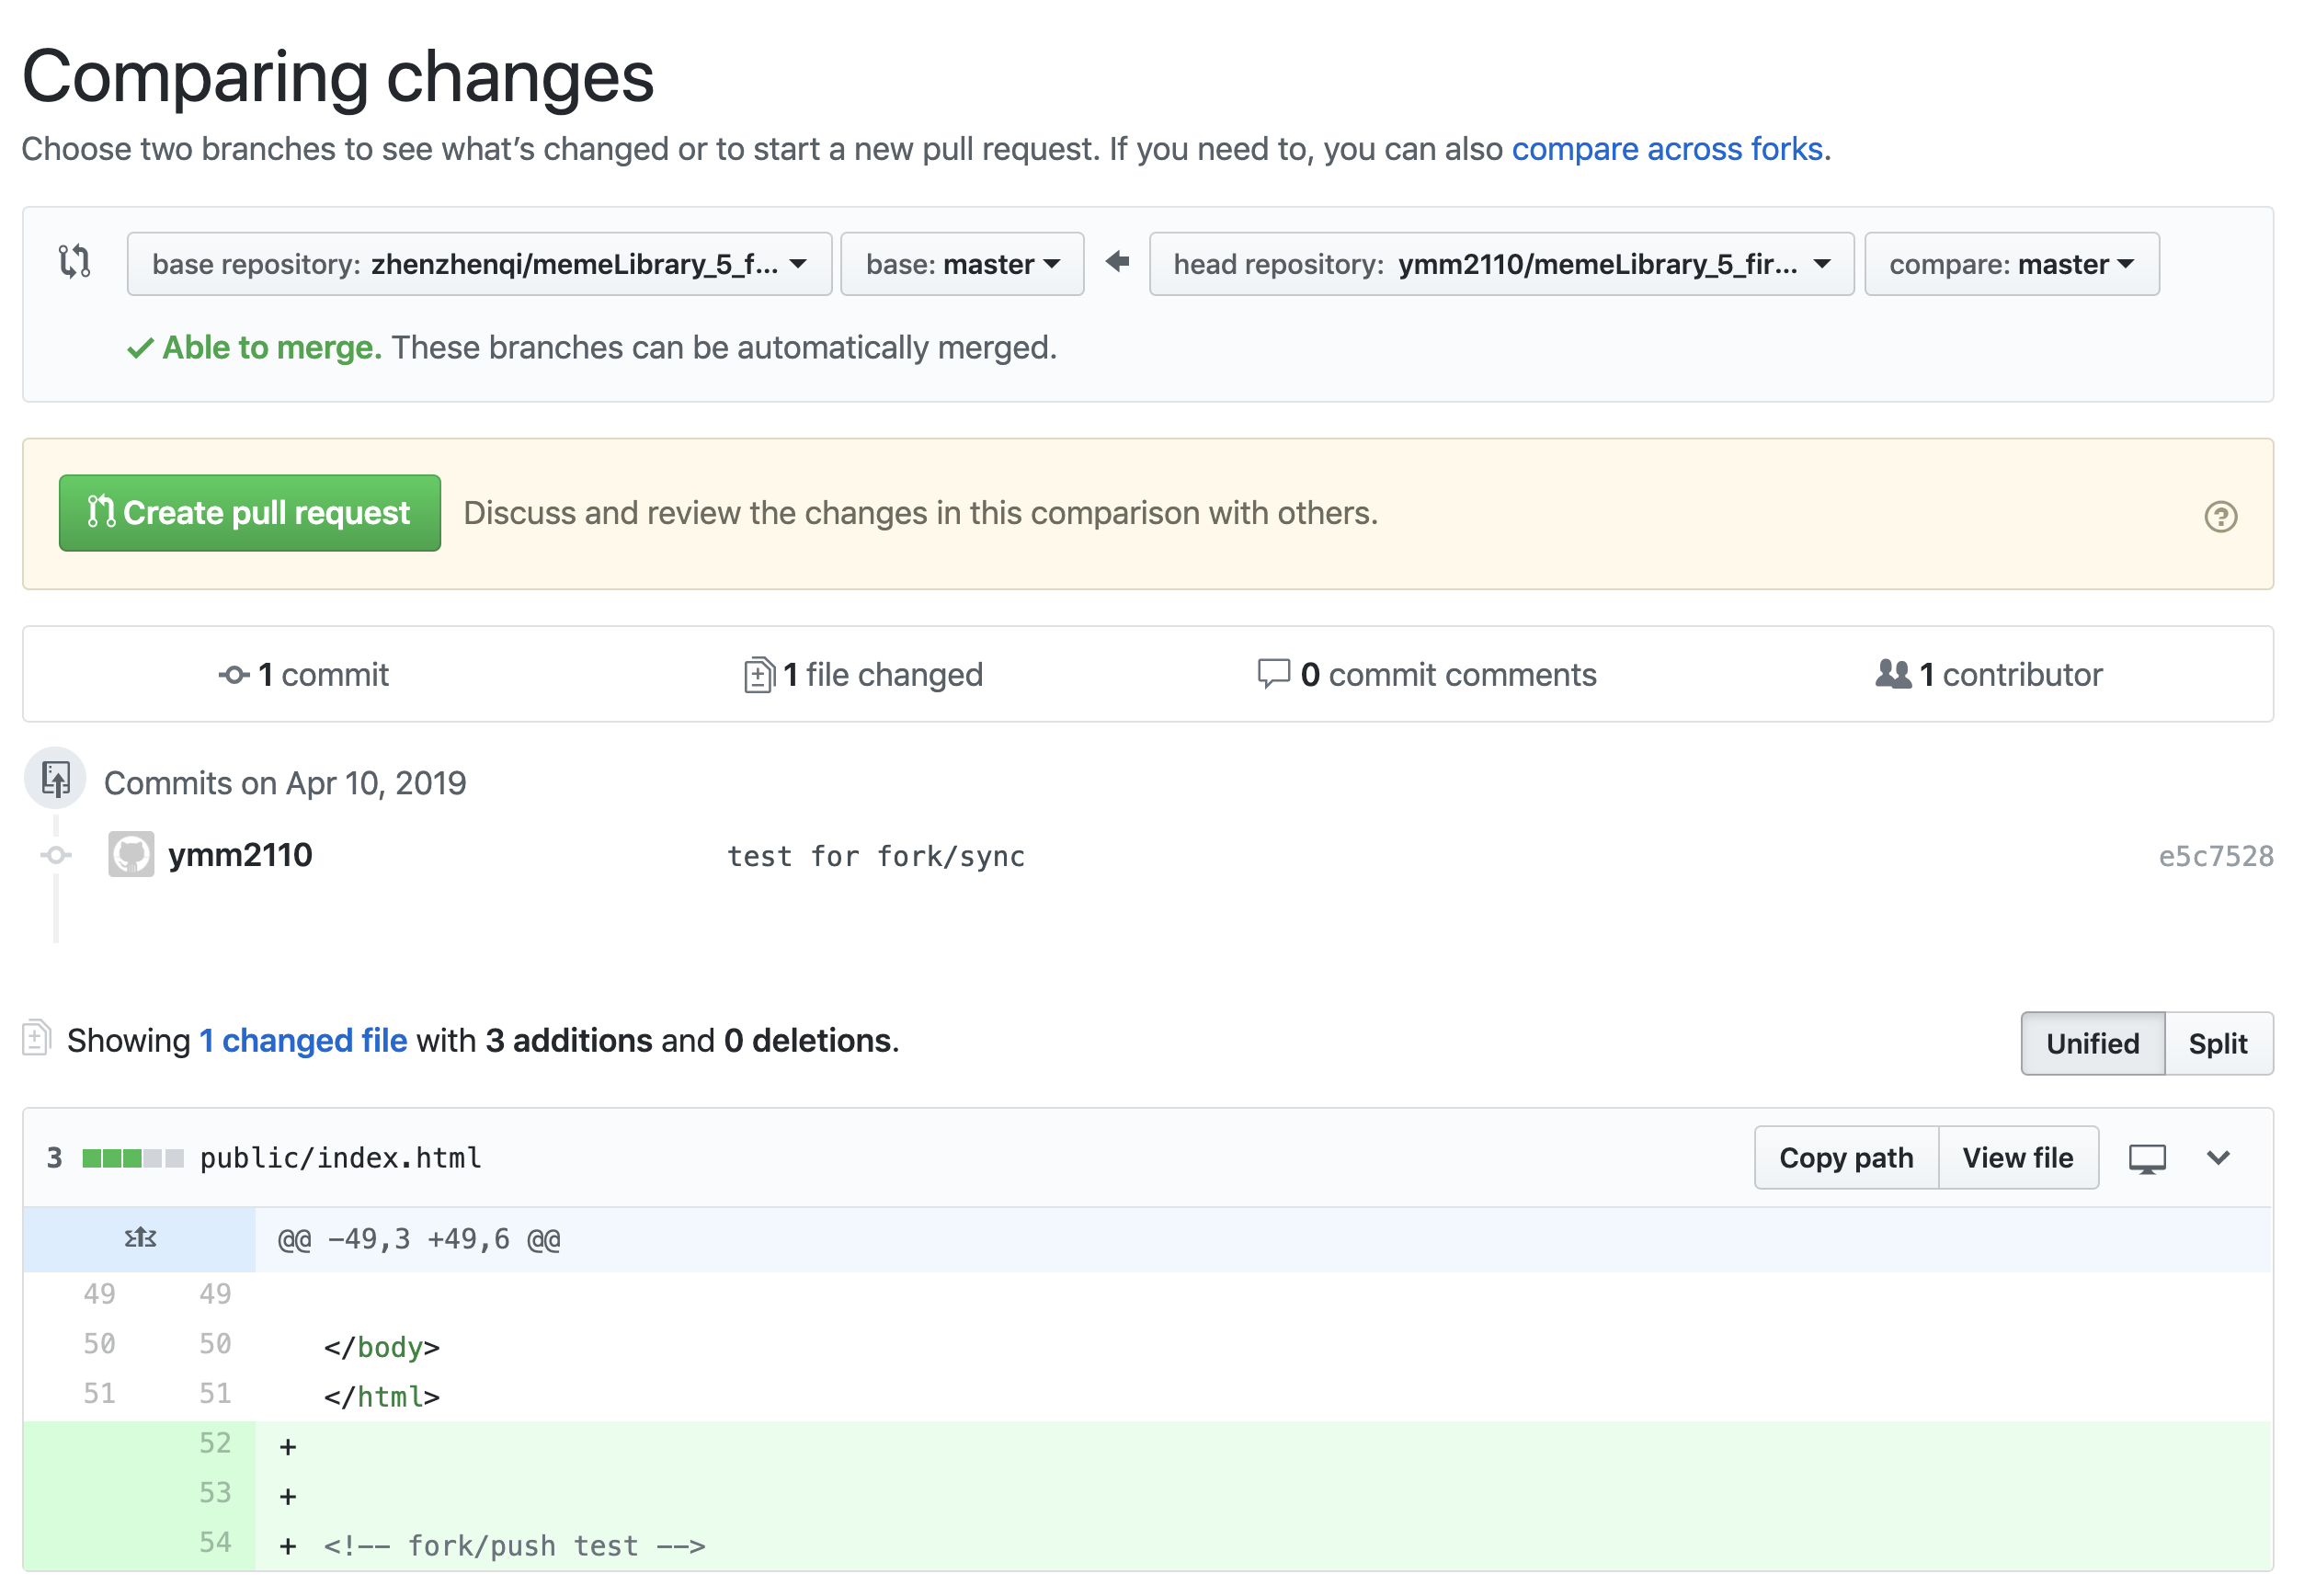 Comparing changes
Choose two branches to see what’s changed or to start a new pull request. If you need to, you can also compare across forks.
base repository: zhenzhenqi/memeLibrary_5_f... base: master head repository: ymm2110/memeLibrary_5_fir... compare: master
Able to merge. These branches can be automatically merged.
Create pull request Discuss and review the changes in this comparison with others.
1 commit 1 file changed 0 commit comments 1 contributor
Commits on Apr 10, 2019
ymm2110 test for fork/sync e5c7528
Showing 1 changed file with 3 additions and 0 deletions. Unified Split
3 public/index.html Copy path View file
@@ -49,3 +49,6 @@
49 49
50 50 </body>
51 51 </html>
52 +
53 +
54 + <!-- fork/push test -->